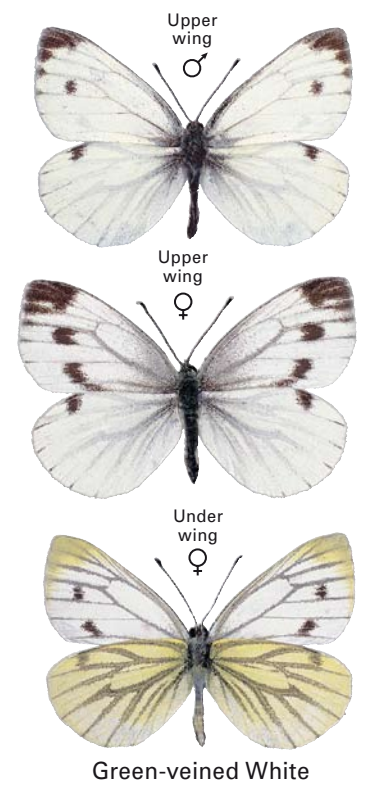 Upper
wing
♂
Upper
wing
♀
Under
wing
♀
Green-veined White